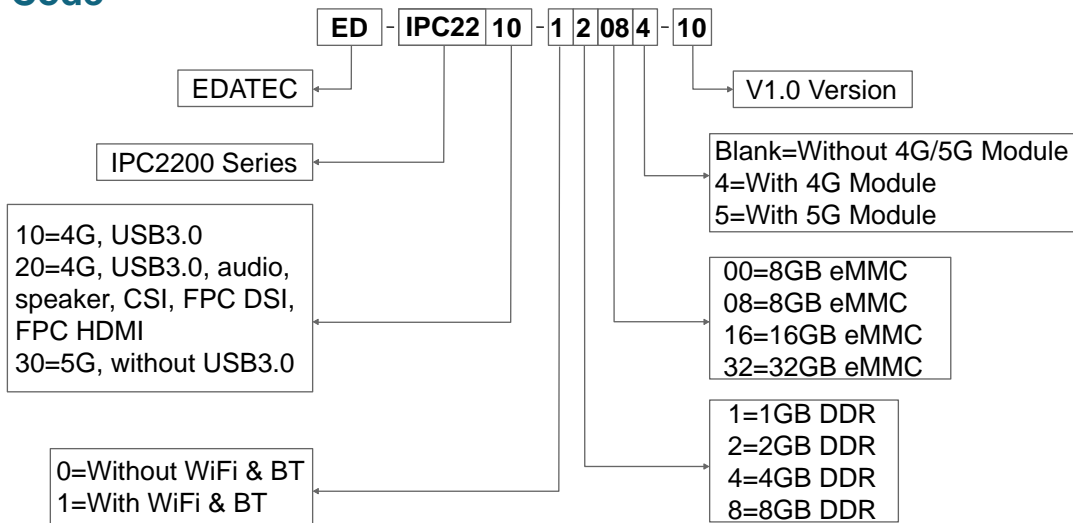 Code
ED - IPC22 10 - 1 2 08 4 - 10
EDATEC
V1.0 Version
IPC2200 Series
Blank=Without 4G/5G Module
4=With 4G Module
5=With 5G Module
10=4G, USB3.0
20=4G, USB3.0, audio,
speaker, CSI, FPC DSI,
FPC HDMI
30=5G, without USB3.0
00=8GB eMMC
08=8GB eMMC
16=16GB eMMC
32=32GB eMMC
1=1GB DDR
2=2GB DDR
4=4GB DDR
8=8GB DDR
0=Without WiFi & BT
1=With WiFi & BT